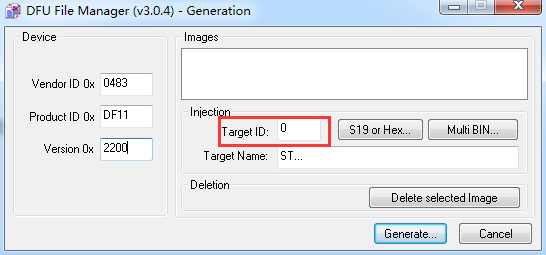 DFU File Manager (v3.0.4) - Generation
Device
Vendor ID 0x 0483
Product ID 0x DF11
Version 0x 2200
Images
Injection
Target ID: 0 S19 or Hex... Multi BIN...
Target Name: ST...
Deletion
Delete selected Image
Generate... Cancel